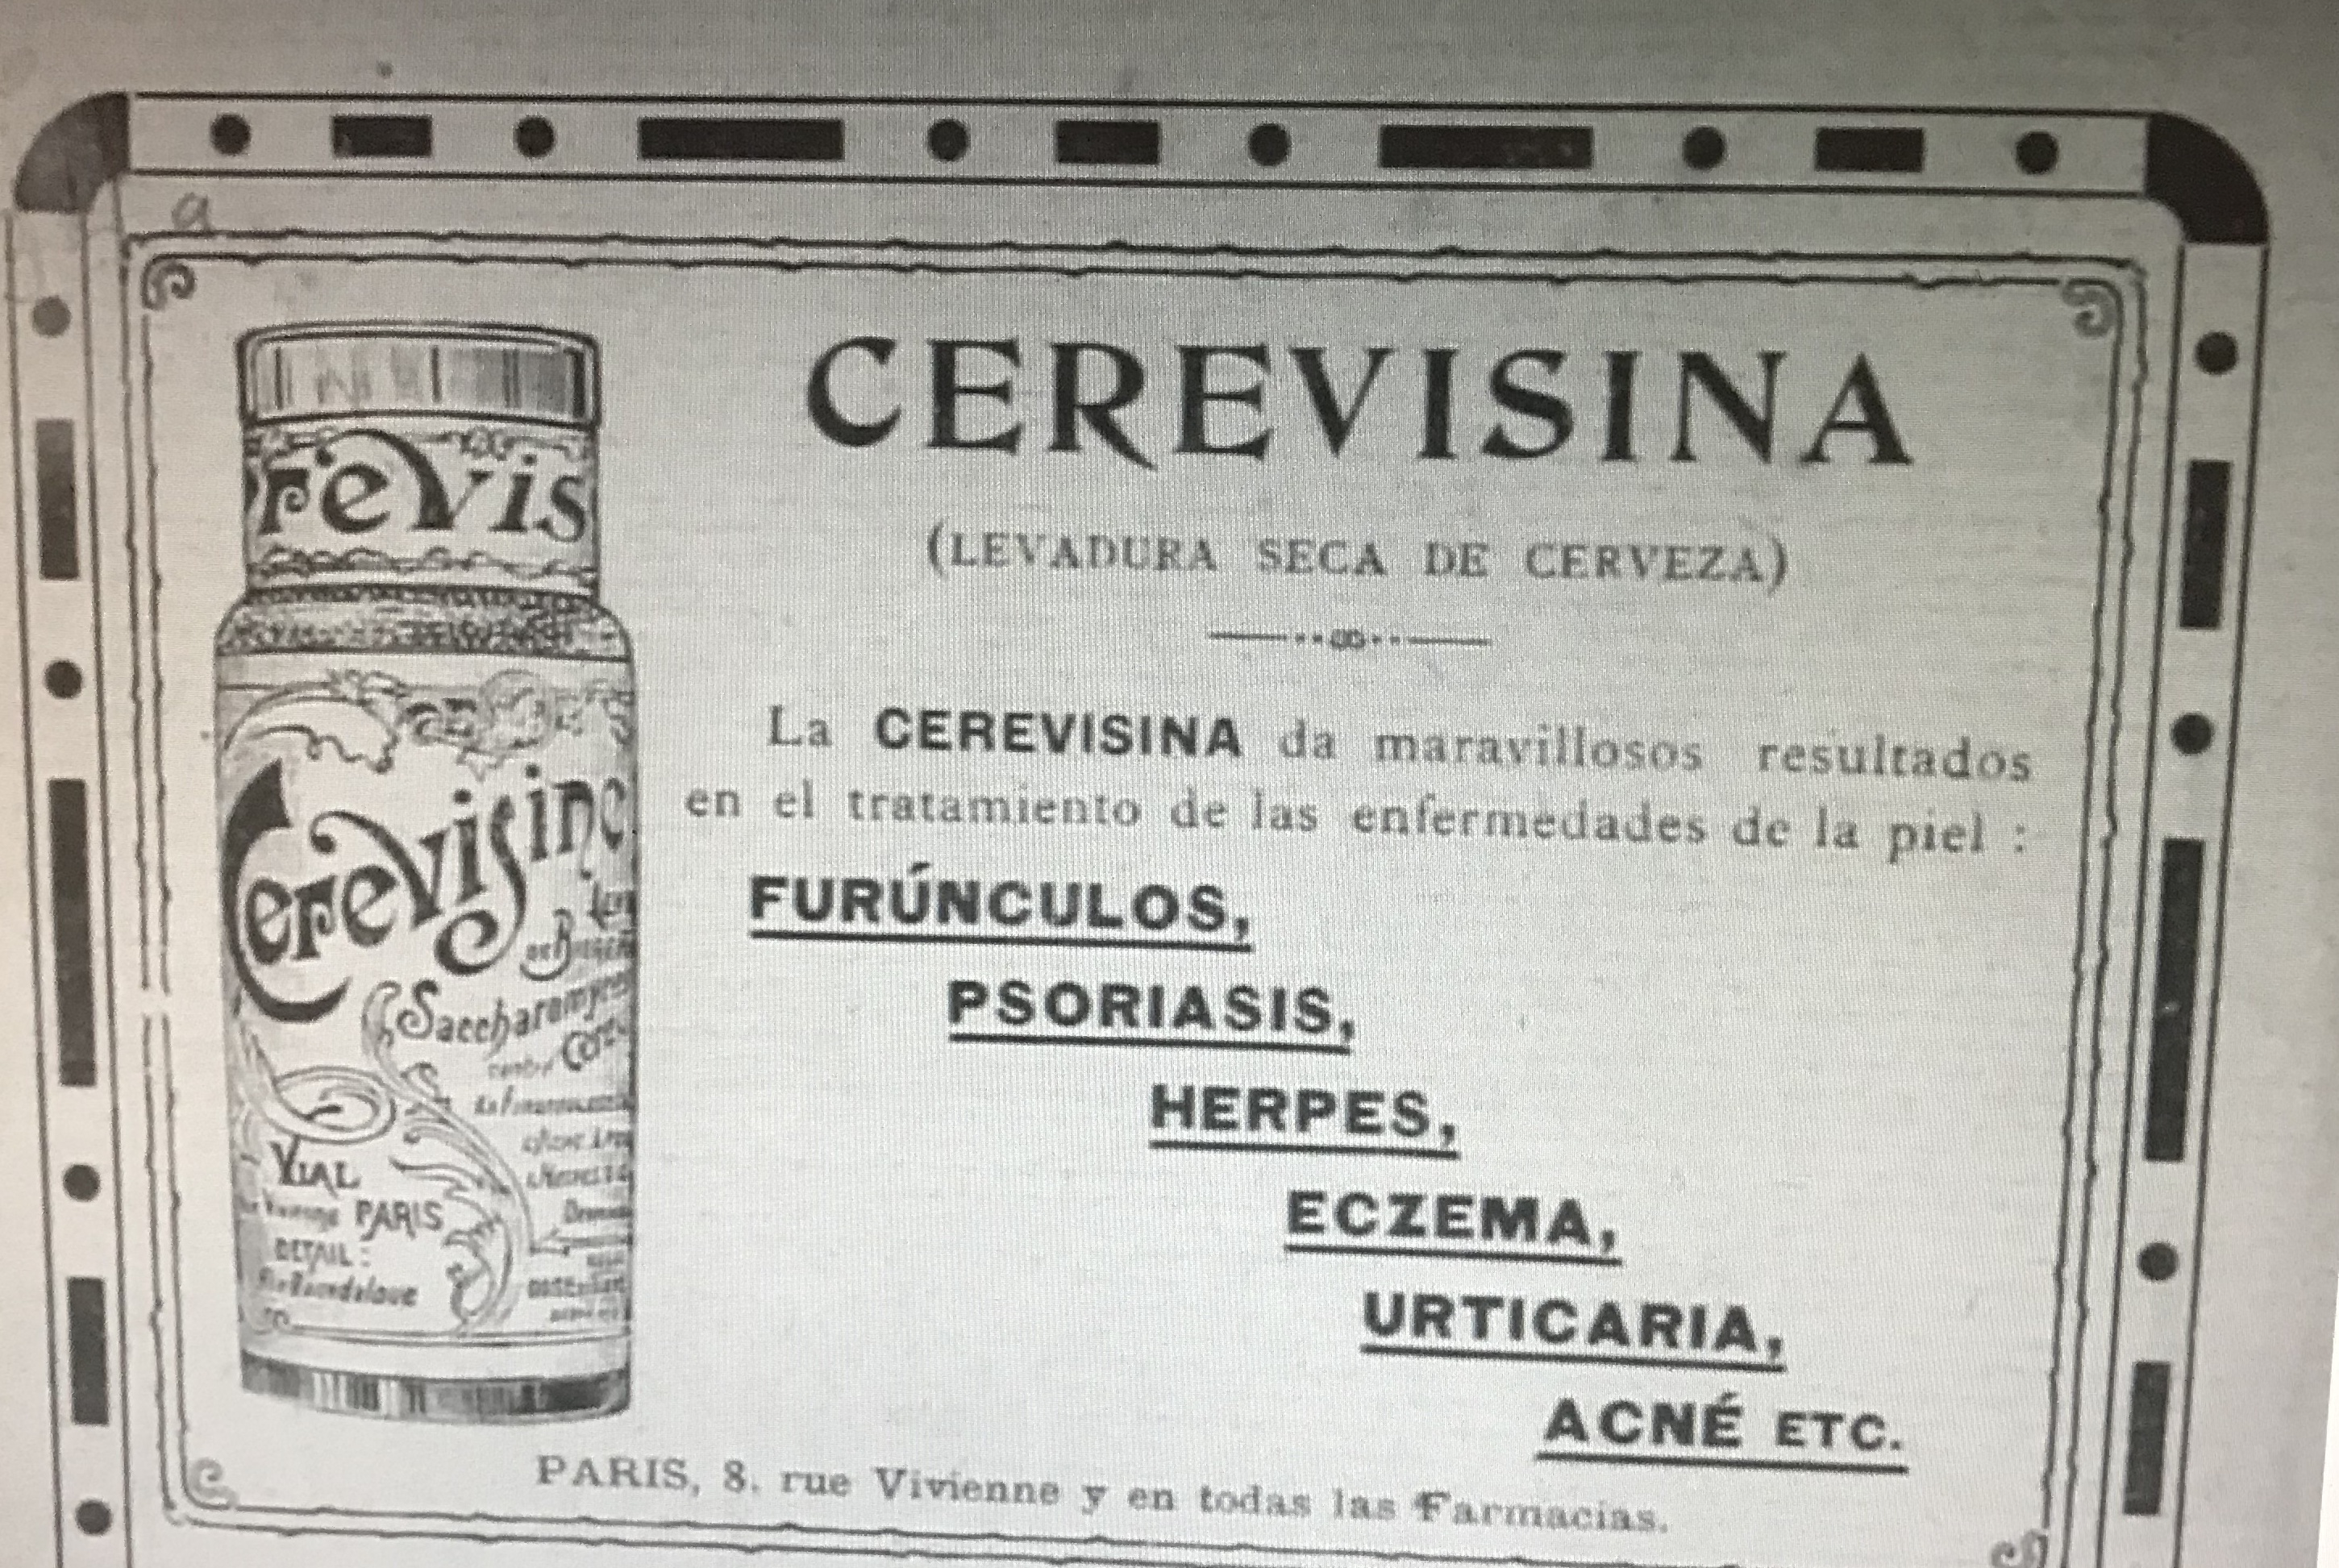 a
CEREVISINA
(LEVADURA SECA DE CERVEZA)
La CEREVISINA da maravillosos resultados
en el tratamiento de las enfermedades de la piel :
FURÚNCULOS,
PSORIASIS,
HERPES,
ECZEMA,
URTICARIA,
ACNÉ ETC.
PARIS, 8. rue Vivienne y en todas las Farmacias.
reVis
Cerevisine
Saccharomyces
VIAL
PARIS
DETAIL :